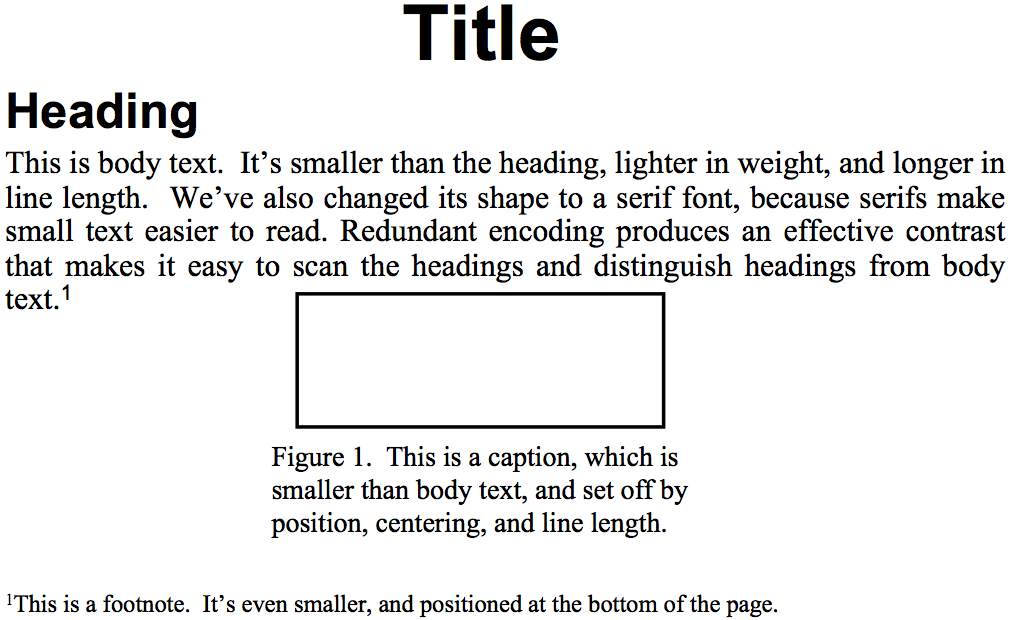 Title
Heading
This is body text.  It’s smaller than the heading, lighter in weight, and longer in
line length.  We’ve also changed its shape to a serif font, because serifs make
small text easier to read. Redundant encoding produces an effective contrast
that makes it easy to scan the headings and distinguish headings from body
text.¹
Figure 1.  This is a caption, which is
smaller than body text, and set off by
position, centering, and line length.
¹This is a footnote.  It’s even smaller, and positioned at the bottom of the page.